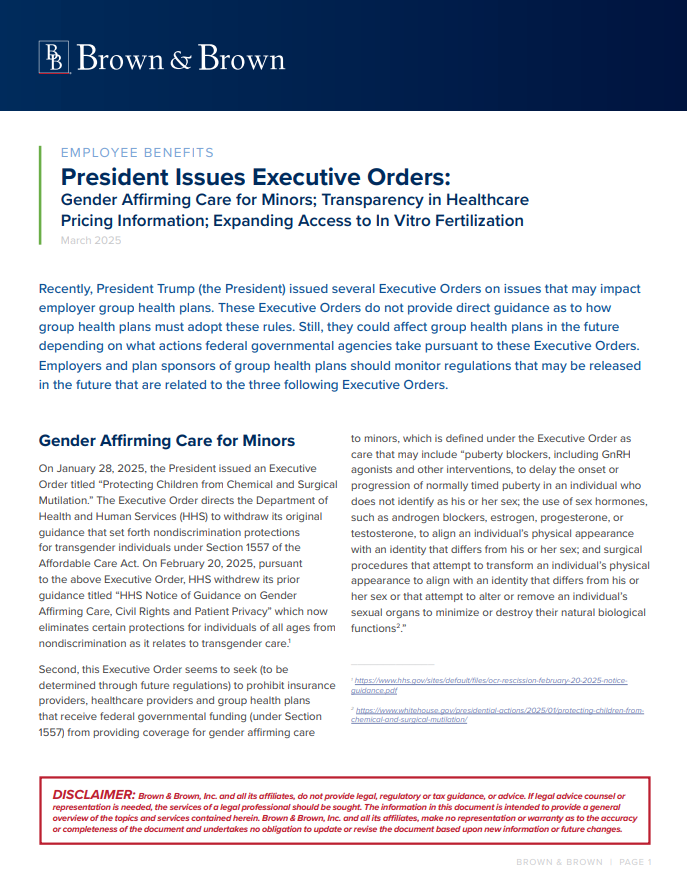 BB Brown & Brown
EMPLOYEE BENEFITS
President Issues Executive Orders:
Gender Affirming Care for Minors; Transparency in Healthcare
Pricing Information; Expanding Access to In Vitro Fertilization
March 2025
Recently, President Trump (the President) issued several Executive Orders on issues that may impact
employer group health plans. These Executive Orders do not provide direct guidance as to how
group health plans must adopt these rules. Still, they could affect group health plans in the future
depending on what actions federal governmental agencies take pursuant to these Executive Orders.
Employers and plan sponsors of group health plans should monitor regulations that may be released
in the future that are related to the three following Executive Orders.
Gender Affirming Care for Minors
On January 28, 2025, the President issued an Executive
Order titled “Protecting Children from Chemical and Surgical
Mutilation.” The Executive Order directs the Department of
Health and Human Services (HHS) to withdraw its original
guidance that set forth nondiscrimination protections
for transgender individuals under Section 1557 of the
Affordable Care Act. On February 20, 2025, pursuant
to the above Executive Order, HHS withdrew its prior
guidance titled “HHS Notice of Guidance on Gender
Affirming Care, Civil Rights and Patient Privacy” which now
eliminates certain protections for individuals of all ages from
nondiscrimination as it relates to transgender care.¹
Second, this Executive Order seems to seek (to be
determined through future regulations) to prohibit insurance
providers, healthcare providers and group health plans
that receive federal governmental funding (under Section
1557) from providing coverage for gender affirming care
to minors, which is defined under the Executive Order as
care that may include “puberty blockers, including GnRH
agonists and other interventions, to delay the onset or
progression of normally timed puberty in an individual who
does not identify as his or her sex; the use of sex hormones,
such as androgen blockers, estrogen, progesterone, or
testosterone, to align an individual’s physical appearance
with an identity that differs from his or her sex; and surgical
procedures that attempt to transform an individual’s physical
appearance to align with an identity that differs from his or
her sex or that attempt to alter or remove an individual’s
sexual organs to minimize or destroy their natural biological
functions².”
¹ https://www.hhs.gov/sites/default/files/ocr-rescission-february-20-2025-notice-
guidance.pdf
² https://www.whitehouse.gov/presidential-actions/2025/01/protecting-children-from-
chemical-and-surgical-mutilation/
DISCLAIMER: Brown & Brown, Inc. and all its affiliates, do not provide legal, regulatory or tax guidance, or advice. If legal advice counsel or
representation is needed, the services of a legal professional should be sought. The information in this document is intended to provide a general
overview of the topics and services contained herein. Brown & Brown, Inc. and all its affiliates, make no representation or warranty as to the accuracy
or completeness of the document and undertakes no obligation to update or revise the document based upon new information or future changes.
BROWN & BROWN | PAGE 1